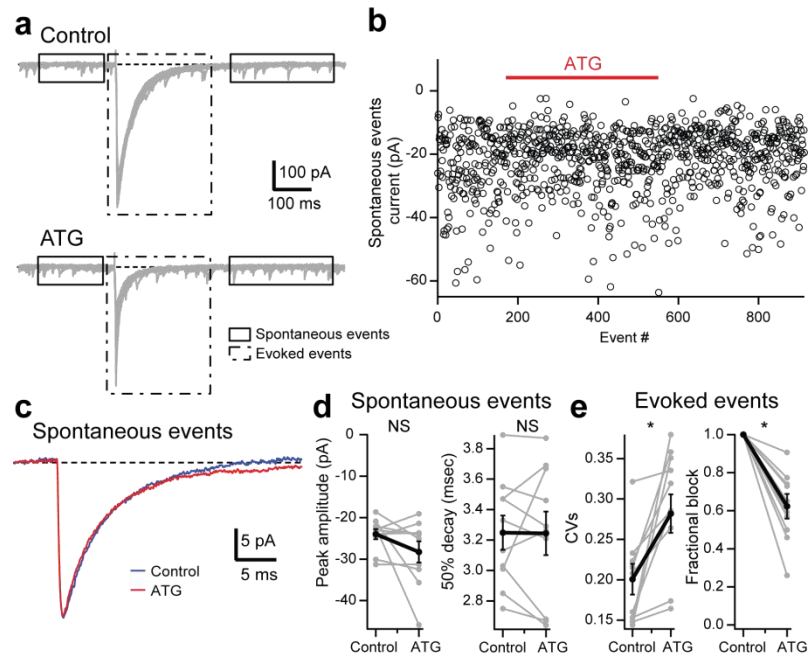 a
Control
100 pA
100 ms
ATG
Spontaneous events
Evoked events
b
ATG
Spontaneous events
current (pA)
0
-20
-40
-60
0
200
400
600
800
Event #
c
Spontaneous events
5 pA
5 ms
Control
ATG
d
Spontaneous events
NS
NS
Peak amplitude (pA)
0
-10
-20
-30
-40
Control
ATG
50% decay (msec)
3.8
3.6
3.4
3.2
3.0
2.8
Control
ATG
e
Evoked events
*
*
CVs
0.35
0.30
0.25
0.20
0.15
Control
ATG
Fractional block
1.0
0.8
0.6
0.4
0.2
0.0
Control
ATG